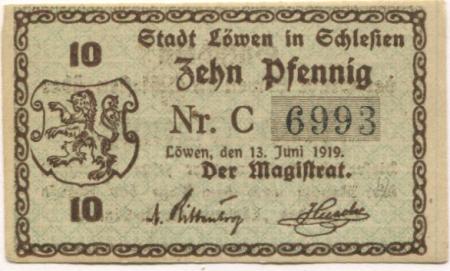 10
Stadt Löwen in Schlesien
Zehn Pfennig
Nr. C 6993
Löwen, den 13. Juni 1919.
Der Magistrat.
10